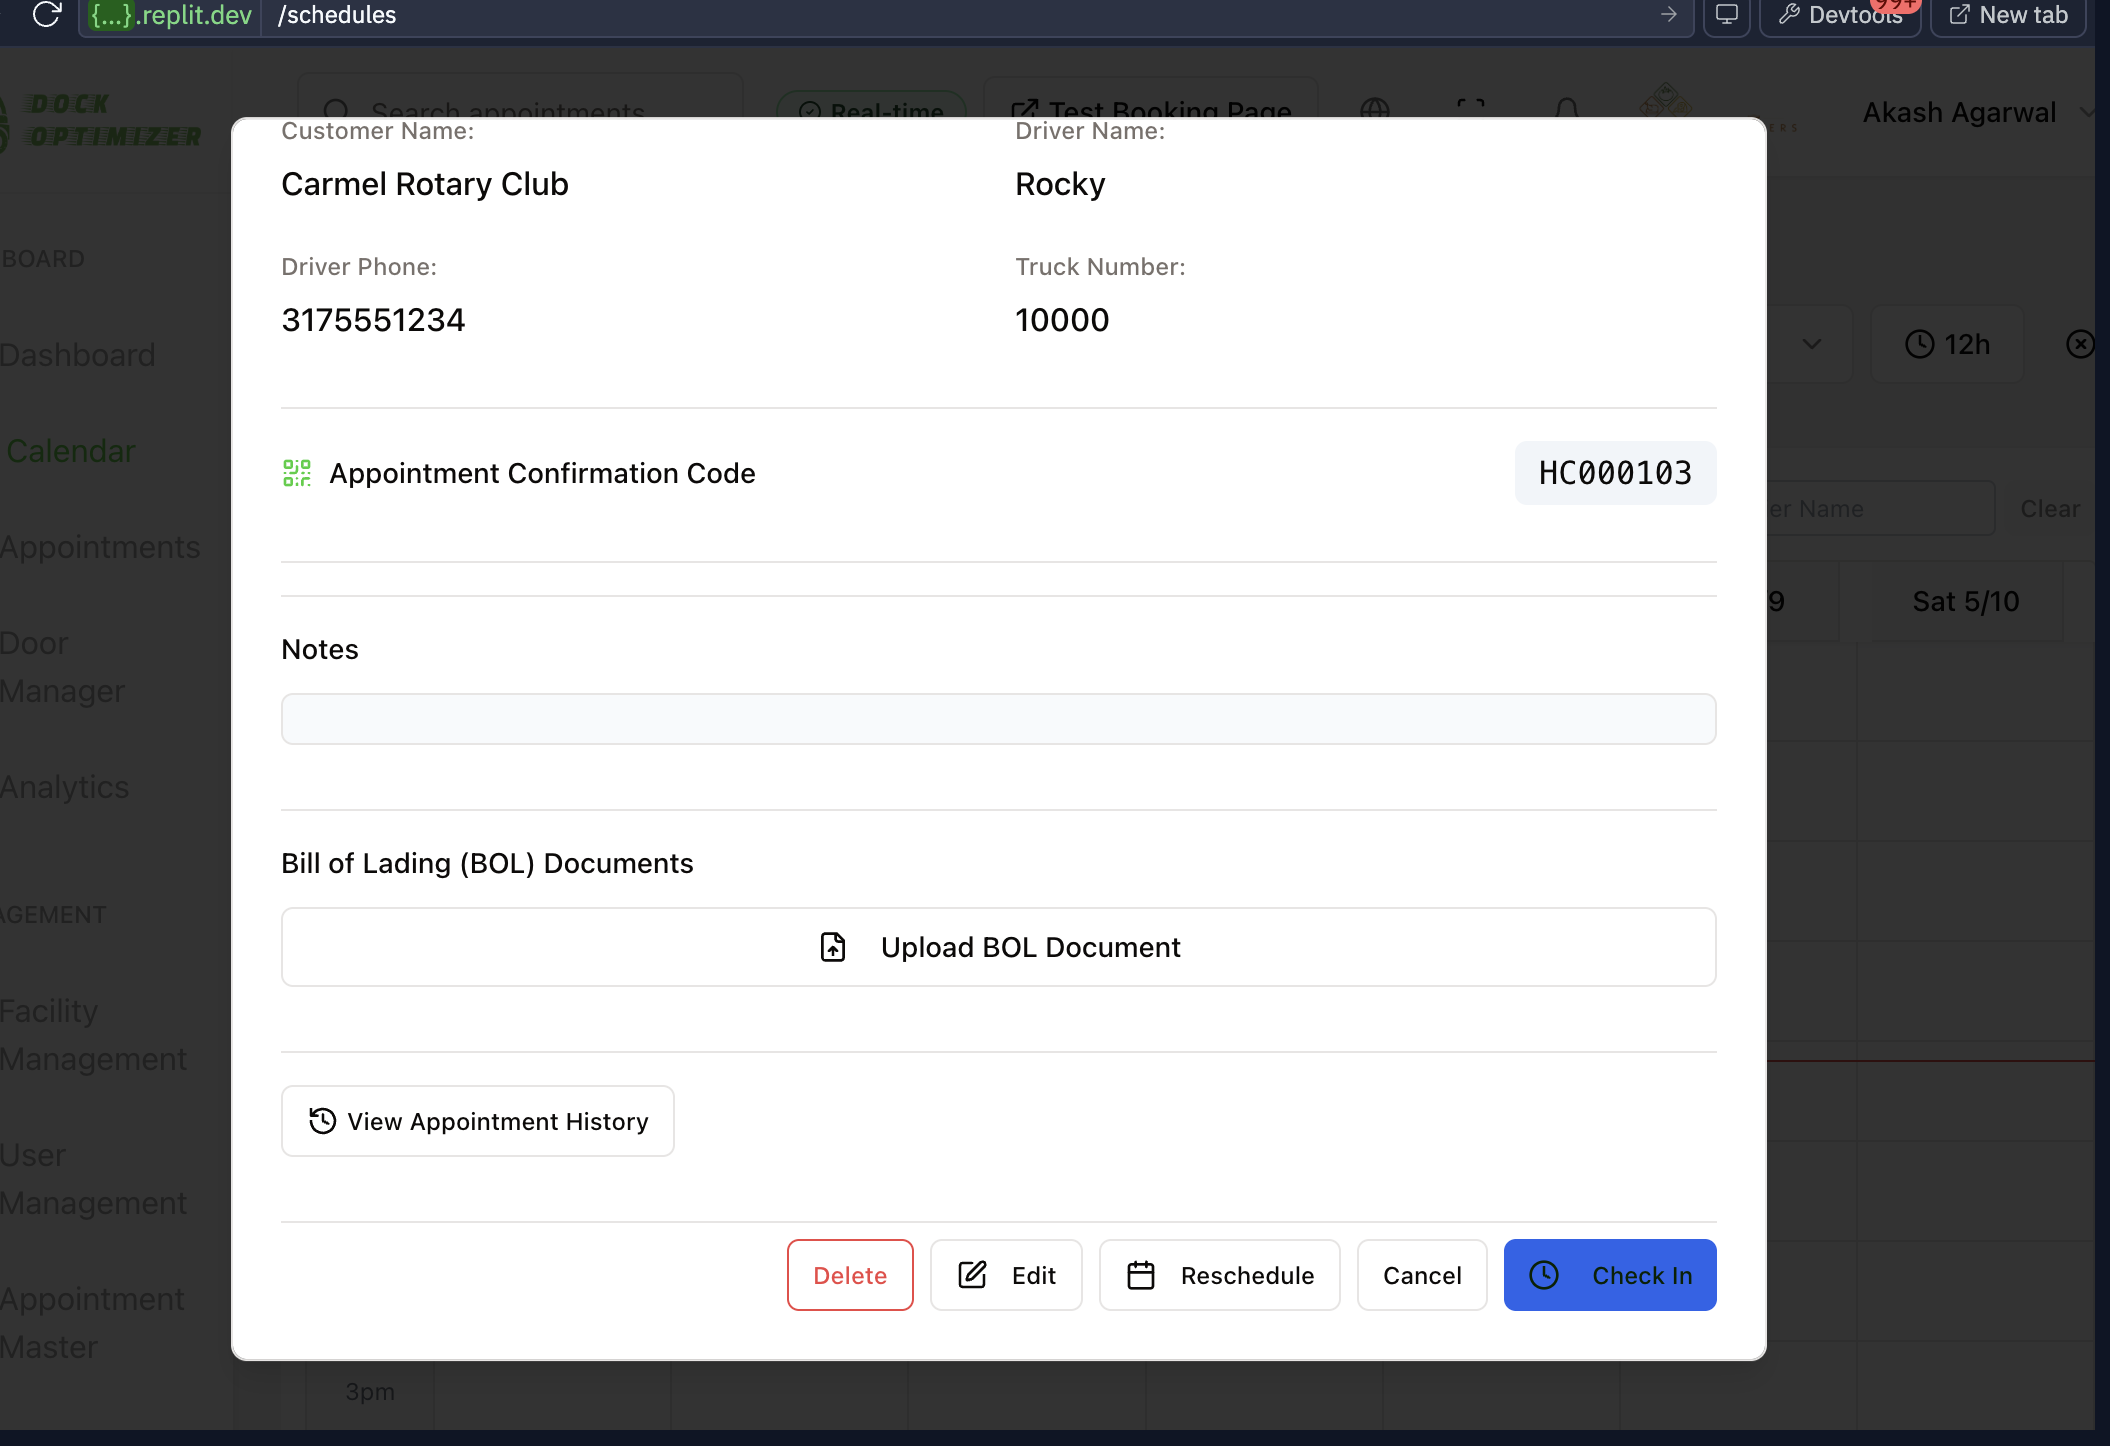 {...}.replit.dev /schedules
99+
Devtools
New tab
DOCK
OPTIMIZER
Search appointments
Real-time
Test Booking Page
Akash Agarwal
BOARD
Dashboard
Calendar
Appointments
Door
Manager
Analytics
AGEMENT
Facility
Management
User
Management
Appointment
Master
Customer Name:
Driver Name:
Carmel Rotary Club
Rocky
Driver Phone:
Truck Number:
3175551234
10000
Appointment Confirmation Code
HC000103
Notes
Bill of Lading (BOL) Documents
Upload BOL Document
View Appointment History
Delete
Edit
Reschedule
Cancel
Check In
12h
er Name
Clear
9
Sat 5/10
3pm